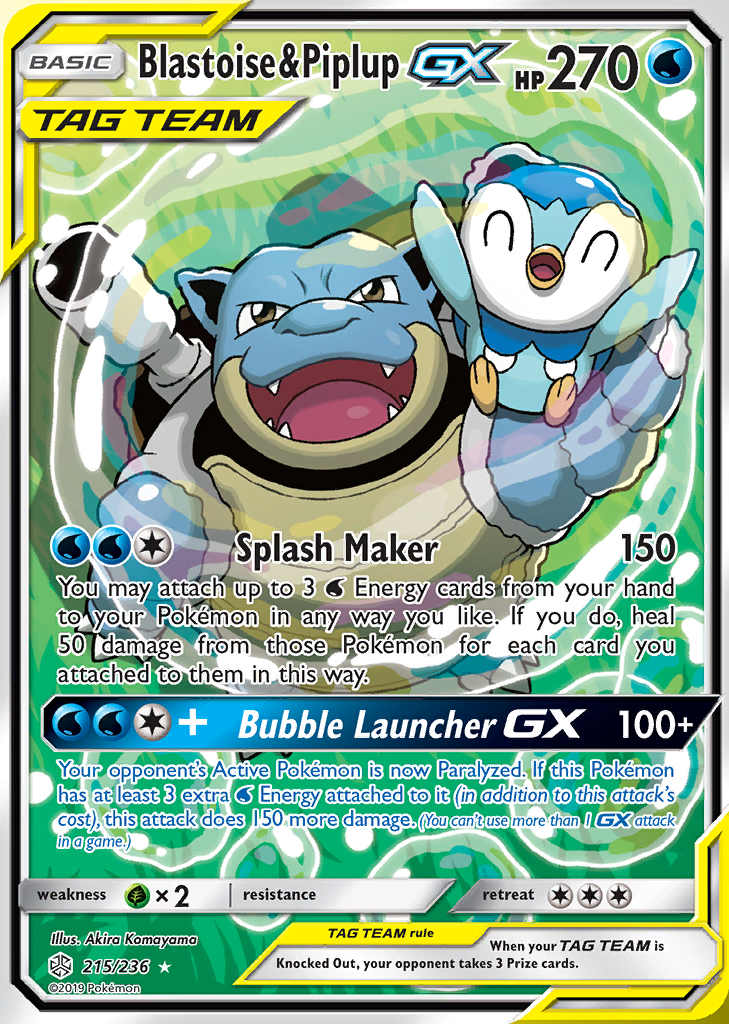 BASIC Blastoise&Piplup GX HP270
TAG TEAM
Splash Maker 150
You may attach up to 3 Energy cards from your hand
to your Pokémon in any way you like. If you do, heal
50 damage from those Pokémon for each card you
attached to them in this way.
+ Bubble Launcher GX 100+
Your opponent's Active Pokémon is now Paralyzed. If this Pokémon
has at least 3 extra Energy attached to it (in addition to this attack's
cost), this attack does 150 more damage. (You can't use more than 1 GX attack
in a game.)
weakness ×2 resistance retreat
Illus. Akira Komayama
215/236
©2019 Pokémon
TAG TEAM rule
When your TAG TEAM is
Knocked Out, your opponent takes 3 Prize cards.